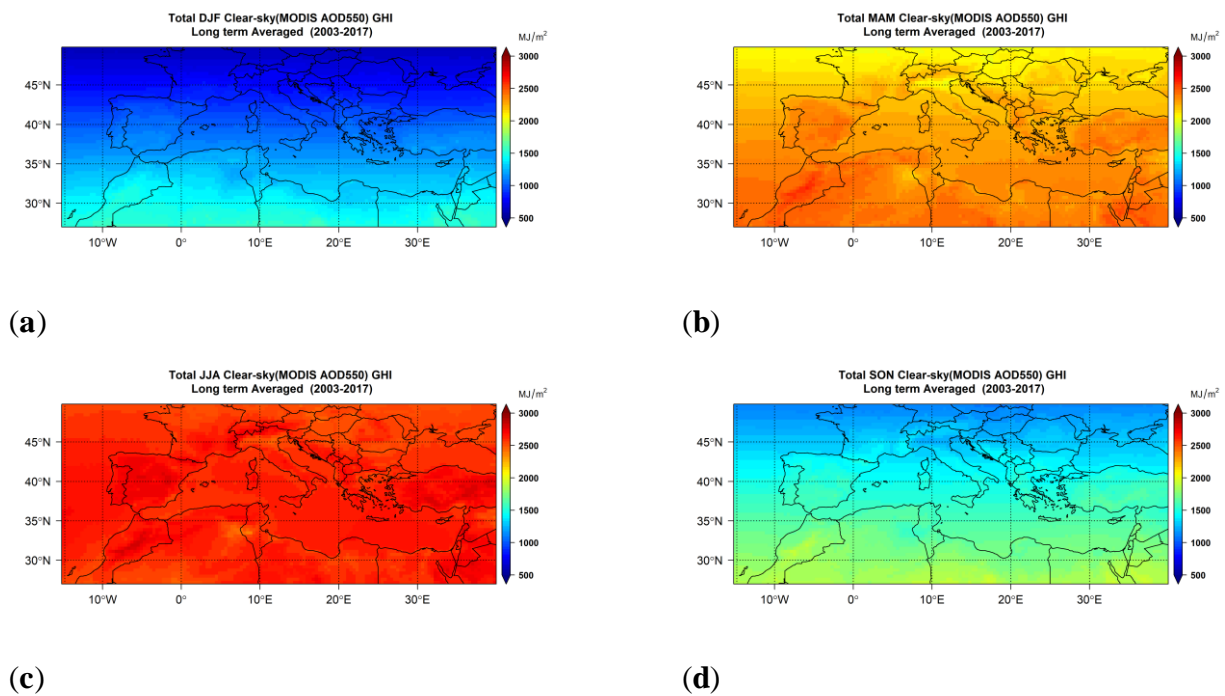 Total DJF Clear-sky(MODIS AOD550) GHI
Long term Averaged (2003-2017)
MJ/m²
3000
2500
2000
1500
1000
500
45°N
40°N
35°N
30°N
10°W 0° 10°E 20°E 30°E
(a)
Total MAM Clear-sky(MODIS AOD550) GHI
Long term Averaged (2003-2017)
MJ/m²
3000
2500
2000
1500
1000
500
45°N
40°N
35°N
30°N
10°W 0° 10°E 20°E 30°E
(b)
Total JJA Clear-sky(MODIS AOD550) GHI
Long term Averaged (2003-2017)
MJ/m²
3000
2500
2000
1500
1000
500
45°N
40°N
35°N
30°N
10°W 0° 10°E 20°E 30°E
(c)
Total SON Clear-sky(MODIS AOD550) GHI
Long term Averaged (2003-2017)
MJ/m²
3000
2500
2000
1500
1000
500
45°N
40°N
35°N
30°N
10°W 0° 10°E 20°E 30°E
(d)